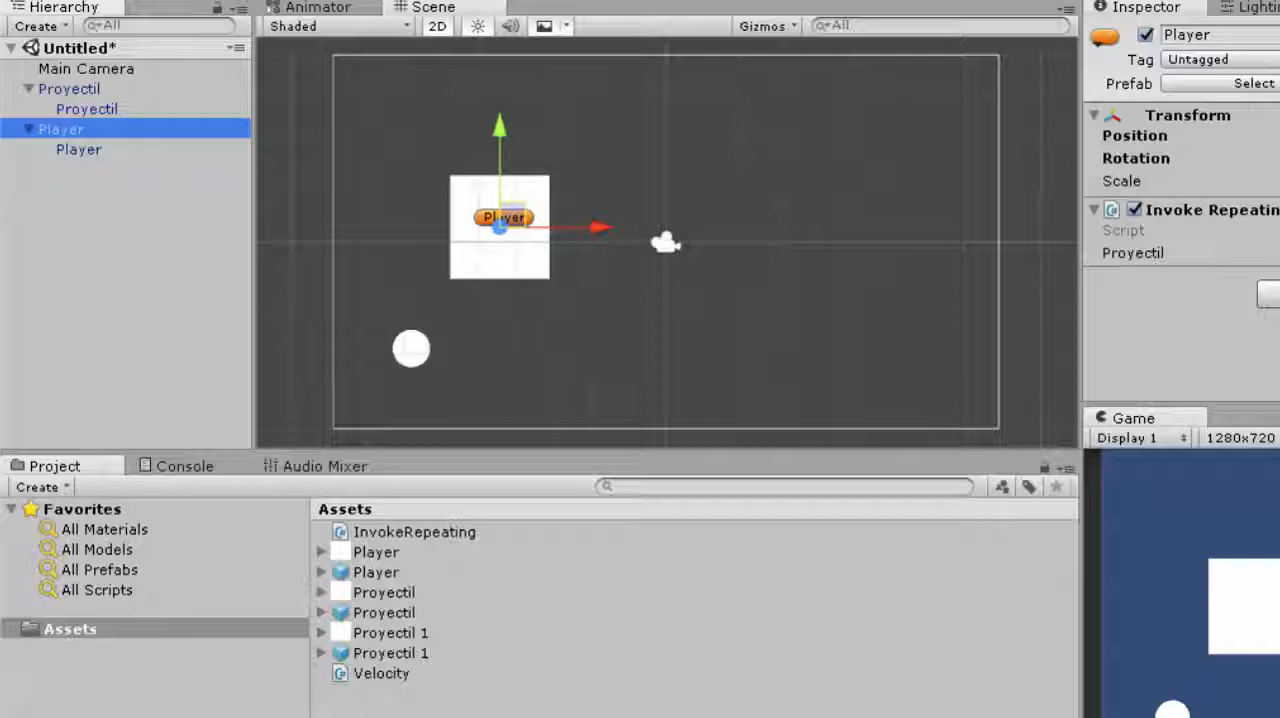 Hierarchy
Create
All
Untitled*
Main Camera
Proyectil
Proyectil
Player
Player
Animator
Scene
Shaded
2D
Gizmos
All
Player
Inspector
Player
Tag
Untagged
Prefab
Select
Transform
Position
Rotation
Scale
Invoke Repeatin
Script
Proyectil
Game
Display 1
1280x720
Project
Console
Audio Mixer
Create
Favorites
All Materials
All Models
All Prefabs
All Scripts
Assets
Assets
InvokeRepeating
Player
Player
Proyectil
Proyectil
Proyectil 1
Proyectil 1
Velocity